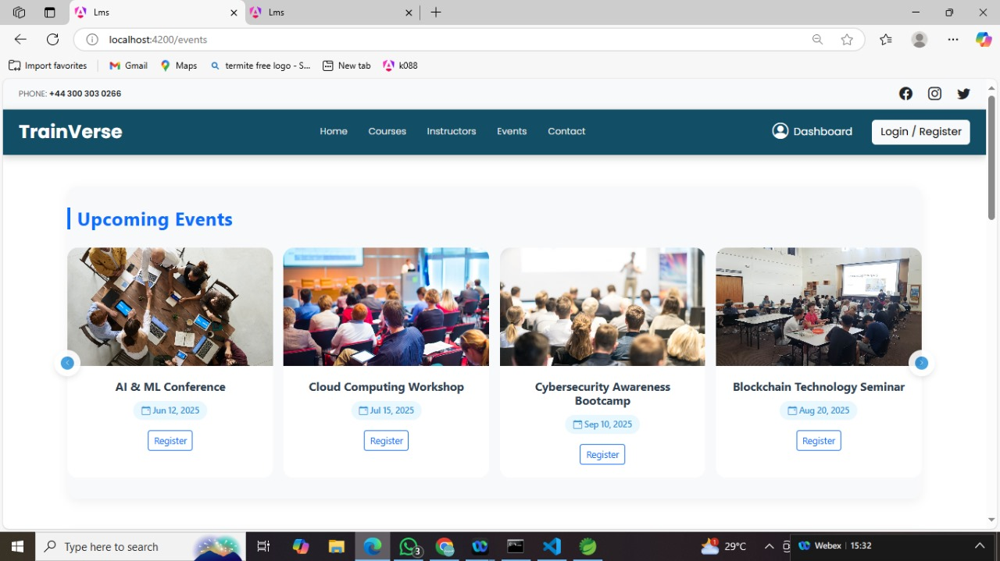 Lms
Lms
localhost:4200/events
Import favorites
Gmail
Maps
termite free logo - S...
New tab
k088
PHONE: +44 300 303 0266
TrainVerse
Home
Courses
Instructors
Events
Contact
Dashboard
Login / Register
Upcoming Events
AI & ML Conference
Jun 12, 2025
Register
Cloud Computing Workshop
Jul 15, 2025
Register
Cybersecurity Awareness
Bootcamp
Sep 10, 2025
Register
Blockchain Technology Seminar
Aug 20, 2025
Register
Type here to search
3
1
29°C
Webex
15:32